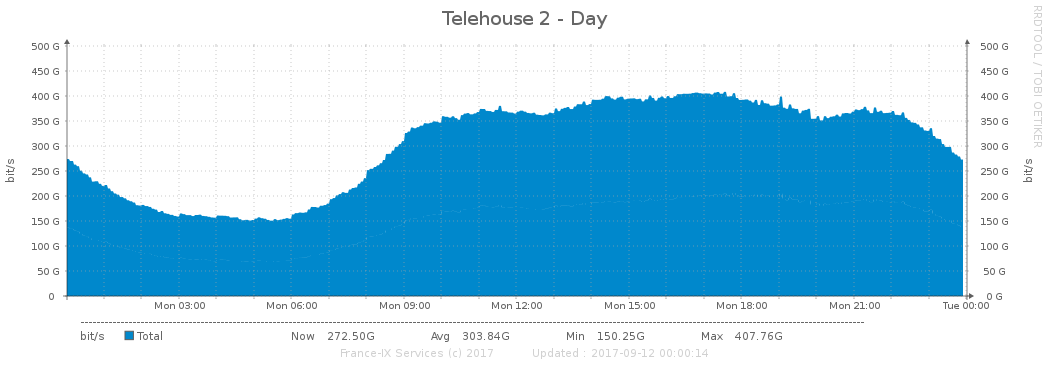 Telehouse 2 - Day
RRDTOOL / TOBI OETIKER
500 G 500 G
450 G 450 G
400 G 400 G
350 G 350 G
300 G 300 G
250 G 250 G
200 G 200 G
150 G 150 G
100 G 100 G
50 G 50 G
0 0 G
bit/s bit/s
Mon 03:00 Mon 06:00 Mon 09:00 Mon 12:00 Mon 15:00 Mon 18:00 Mon 21:00 Tue 00:00
bit/s Total Now 272.50G Avg 303.84G Min 150.25G Max 407.76G
France-IX Services (c) 2017 Updated : 2017-09-12 00:00:14